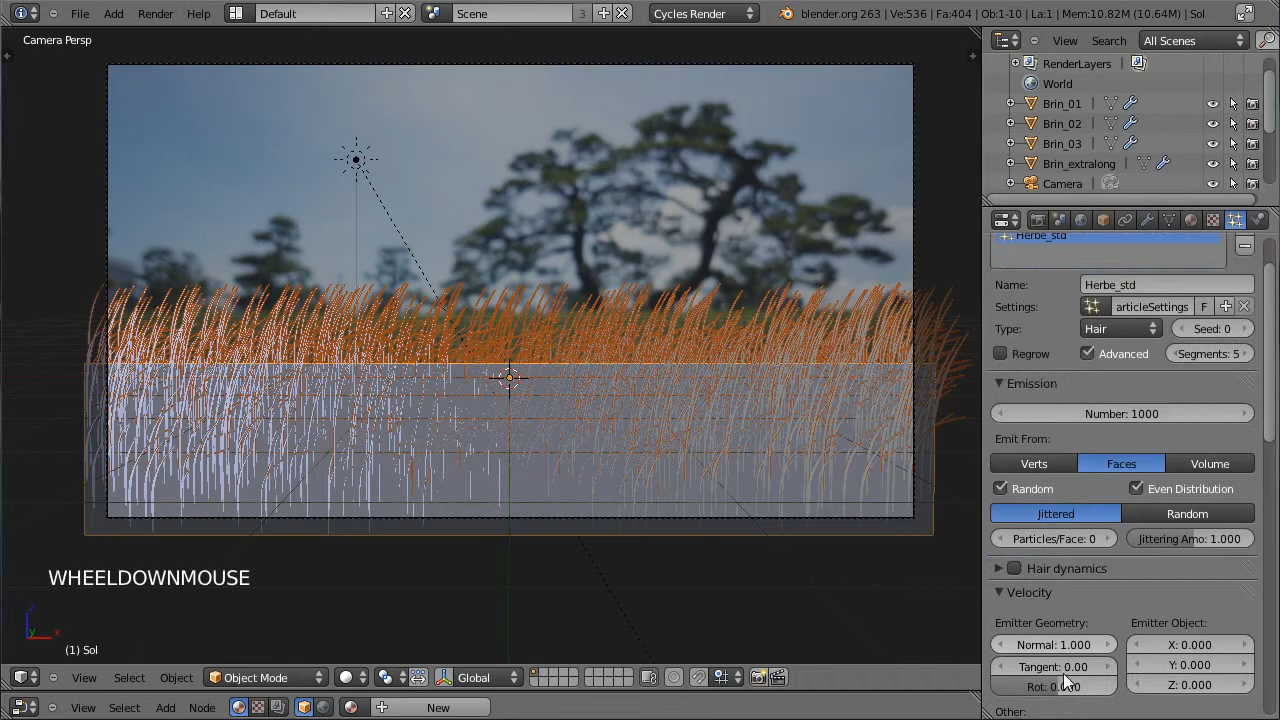 File Add Render Help Default Scene 3 Cycles Render blender.org 263 | Ve:536 | Fa:404 | Ob:1-10 | La:1 | Mem:10.82M (10.64M) | Sol
Camera Persp
View Search All Scenes
RenderLayers
World
Brin_01
Brin_02
Brin_03
Brin_extralong
Camera
Herbe_std
Name: Herbe_std
Settings: articleSettings F
Type: Hair Seed: 0
Regrow Advanced Segments: 5
Emission
Number: 1000
Emit From:
Verts Faces Volume
Random Even Distribution
Jittered Random
Particles/Face: 0 Jittering Amo: 1.000
Hair dynamics
Velocity
Emitter Geometry: Emitter Object:
Normal: 1.000 X: 0.000
Tangent: 0.00 Y: 0.000
Z: 0.000
Other:
WHEELDOWNMOUSE
z
y x
(1) Sol
View Select Object Object Mode Global
View Select Add Node New